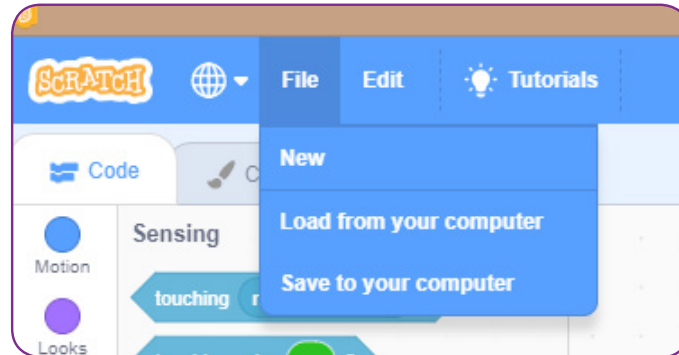 SCRATCH File Edit Tutorials
New
Code
Load from your computer
Sensing
Motion
Save to your computer
touching
Looks